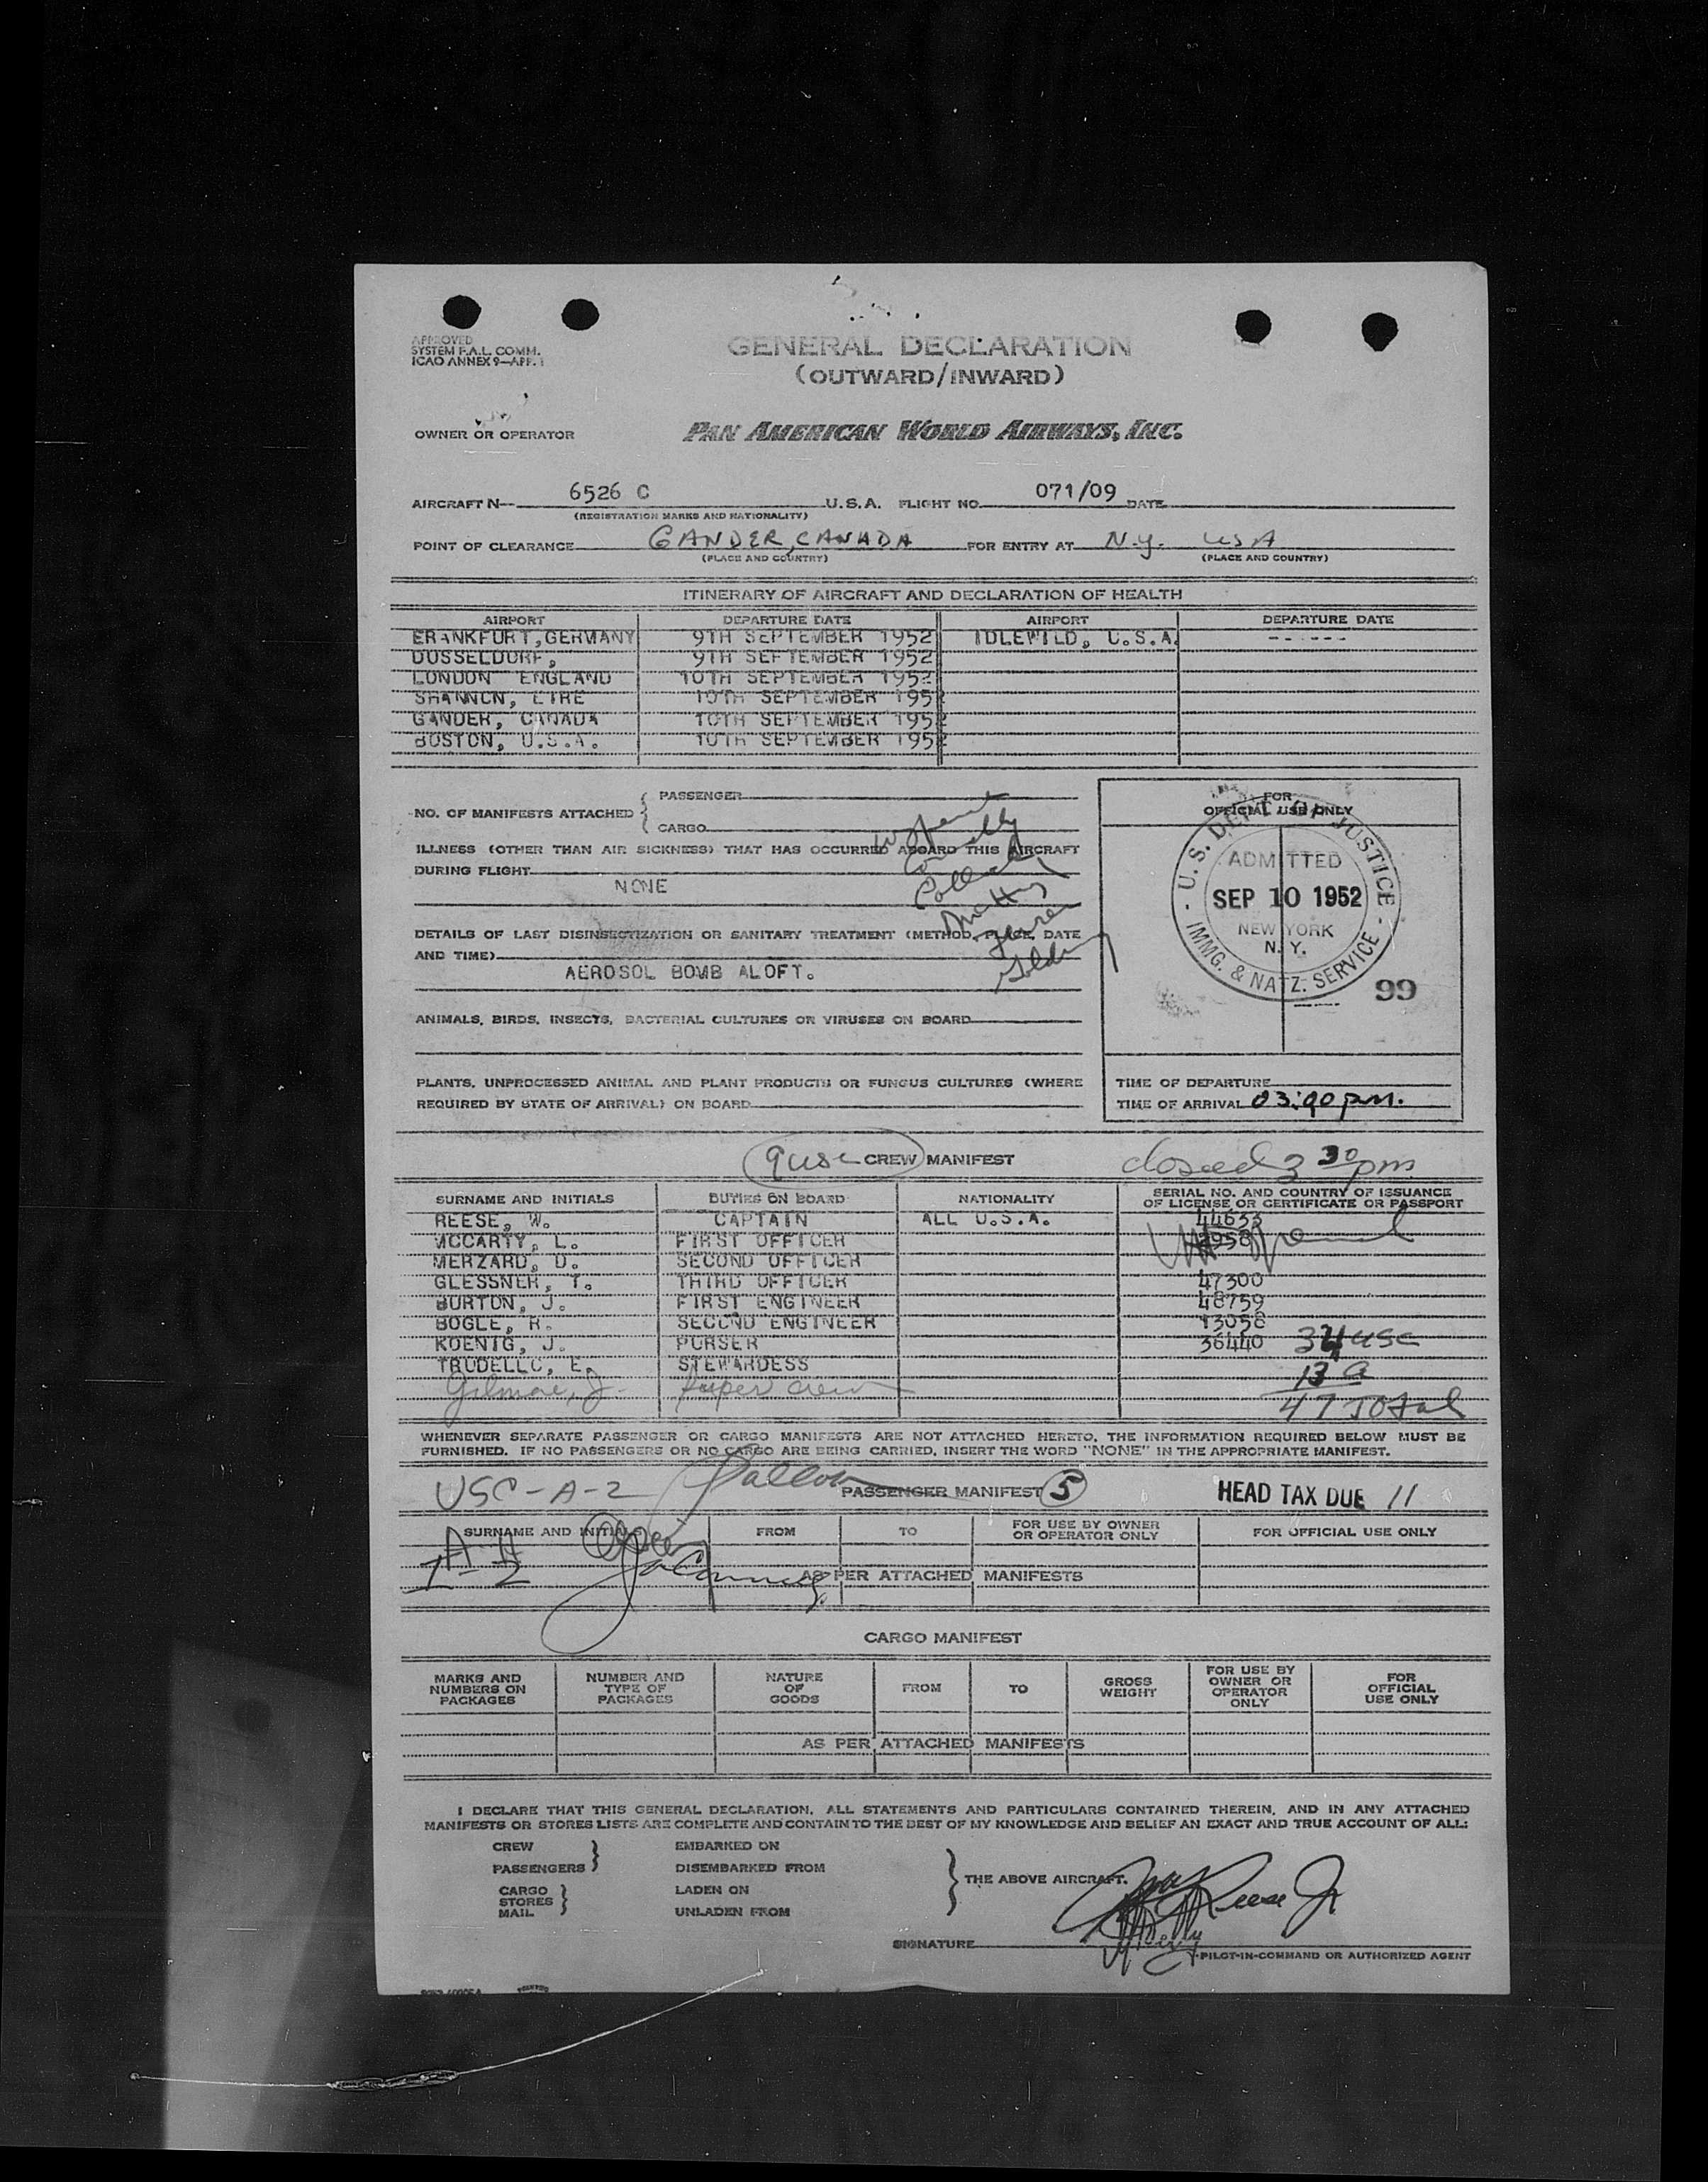 APPROVED
SYSTEM F.A.L. COMM.
ICAO ANNEX 9—APP. 1
GENERAL DECLARATION
(OUTWARD/INWARD)
OWNER OR OPERATOR PAN AMERICAN WORLD AIRWAYS, INC.
AIRCRAFT N— 6526 C U.S.A. FLIGHT NO. 071/09 DATE
(REGISTRATION MARKS AND NATIONALITY)
POINT OF CLEARANCE GANDER, CANADA FOR ENTRY AT N.Y. USA
(PLACE AND COUNTRY) (PLACE AND COUNTRY)
ITINERARY OF AIRCRAFT AND DECLARATION OF HEALTH
AIRPORT DEPARTURE DATE AIRPORT DEPARTURE DATE
FRANKFURT, GERMANY 9TH SEPTEMBER 1952 IDLEWILD, U.S.A. ------
DUSSELDORF, 9TH SEPTEMBER 1952
LONDON ENGLAND 10TH SEPTEMBER 1952
SHANNON, EIRE 10TH SEPTEMBER 1952
GANDER, CANADA 10TH SEPTEMBER 1952
BOSTON, U.S.A. 10TH SEPTEMBER 1952
NO. OF MANIFESTS ATTACHED { PASSENGER
CARGO
ILLNESS (OTHER THAN AIR SICKNESS) THAT HAS OCCURRED ABOARD THIS AIRCRAFT
DURING FLIGHT
NONE
DETAILS OF LAST DISINSECTIZATION OR SANITARY TREATMENT (METHOD, PLACE, DATE
AND TIME)
AEROSOL BOMB ALOFT.
ANIMALS, BIRDS, INSECTS, BACTERIAL CULTURES OR VIRUSES ON BOARD
PLANTS, UNPROCESSED ANIMAL AND PLANT PRODUCTS OR FUNGUS CULTURES (WHERE
REQUIRED BY STATE OF ARRIVAL) ON BOARD
FOR
OFFICIAL USE ONLY
U.S. DEPT. OF JUSTICE
ADMITTED
SEP 10 1952
NEW YORK
N.Y.
IMMG. & NATZ. SERVICE
99
TIME OF DEPARTURE
TIME OF ARRIVAL 03:90 p.m.
9 usc CREW MANIFEST closed 3 30 pm
SURNAME AND INITIALS DUTIES ON BOARD NATIONALITY SERIAL NO. AND COUNTRY OF ISSUANCE
OF LICENSE OR CERTIFICATE OR PASSPORT
REESE, W. CAPTAIN ALL U.S.A. 44653
MCCARTY, L. FIRST OFFICER
MERZARD, D. SECOND OFFICER
GLESSNER, T. THIRD OFFICER 47300
BURTON, J. FIRST ENGINEER 48759
BOGLE, R. SECOND ENGINEER 13058
KOENIG, J. PURSER 36440 34 usc
TRUDELLO, E. STEWARDESS 13 a
Gilmore, J Super crew 47 Total
WHENEVER SEPARATE PASSENGER OR CARGO MANIFESTS ARE NOT ATTACHED HERETO, THE INFORMATION REQUIRED BELOW MUST BE
FURNISHED. IF NO PASSENGERS OR NO CARGO ARE BEING CARRIED, INSERT THE WORD "NONE" IN THE APPROPRIATE MANIFEST.
USC-A-2 PASSENGER MANIFEST 5 HEAD TAX DUE 11
SURNAME AND INITIALS FROM TO FOR USE BY OWNER
OR OPERATOR ONLY FOR OFFICIAL USE ONLY
I-2 AS PER ATTACHED MANIFESTS
CARGO MANIFEST
MARKS AND
NUMBERS ON
PACKAGES NUMBER AND
TYPE OF
PACKAGES NATURE
OF
GOODS FROM TO GROSS
WEIGHT FOR USE BY
OWNER OR
OPERATOR
ONLY FOR
OFFICIAL
USE ONLY
AS PER ATTACHED MANIFESTS
I DECLARE THAT THIS GENERAL DECLARATION, ALL STATEMENTS AND PARTICULARS CONTAINED THEREIN, AND IN ANY ATTACHED
MANIFESTS OR STORES LISTS ARE COMPLETE AND CONTAIN TO THE BEST OF MY KNOWLEDGE AND BELIEF AN EXACT AND TRUE ACCOUNT OF ALL:
CREW EMBARKED ON
PASSENGERS DISEMBARKED FROM
THE ABOVE AIRCRAFT.
CARGO LADEN ON
STORES
MAIL UNLADEN FROM
SIGNATURE Reese Jr
PILOT-IN-COMMAND OR AUTHORIZED AGENT